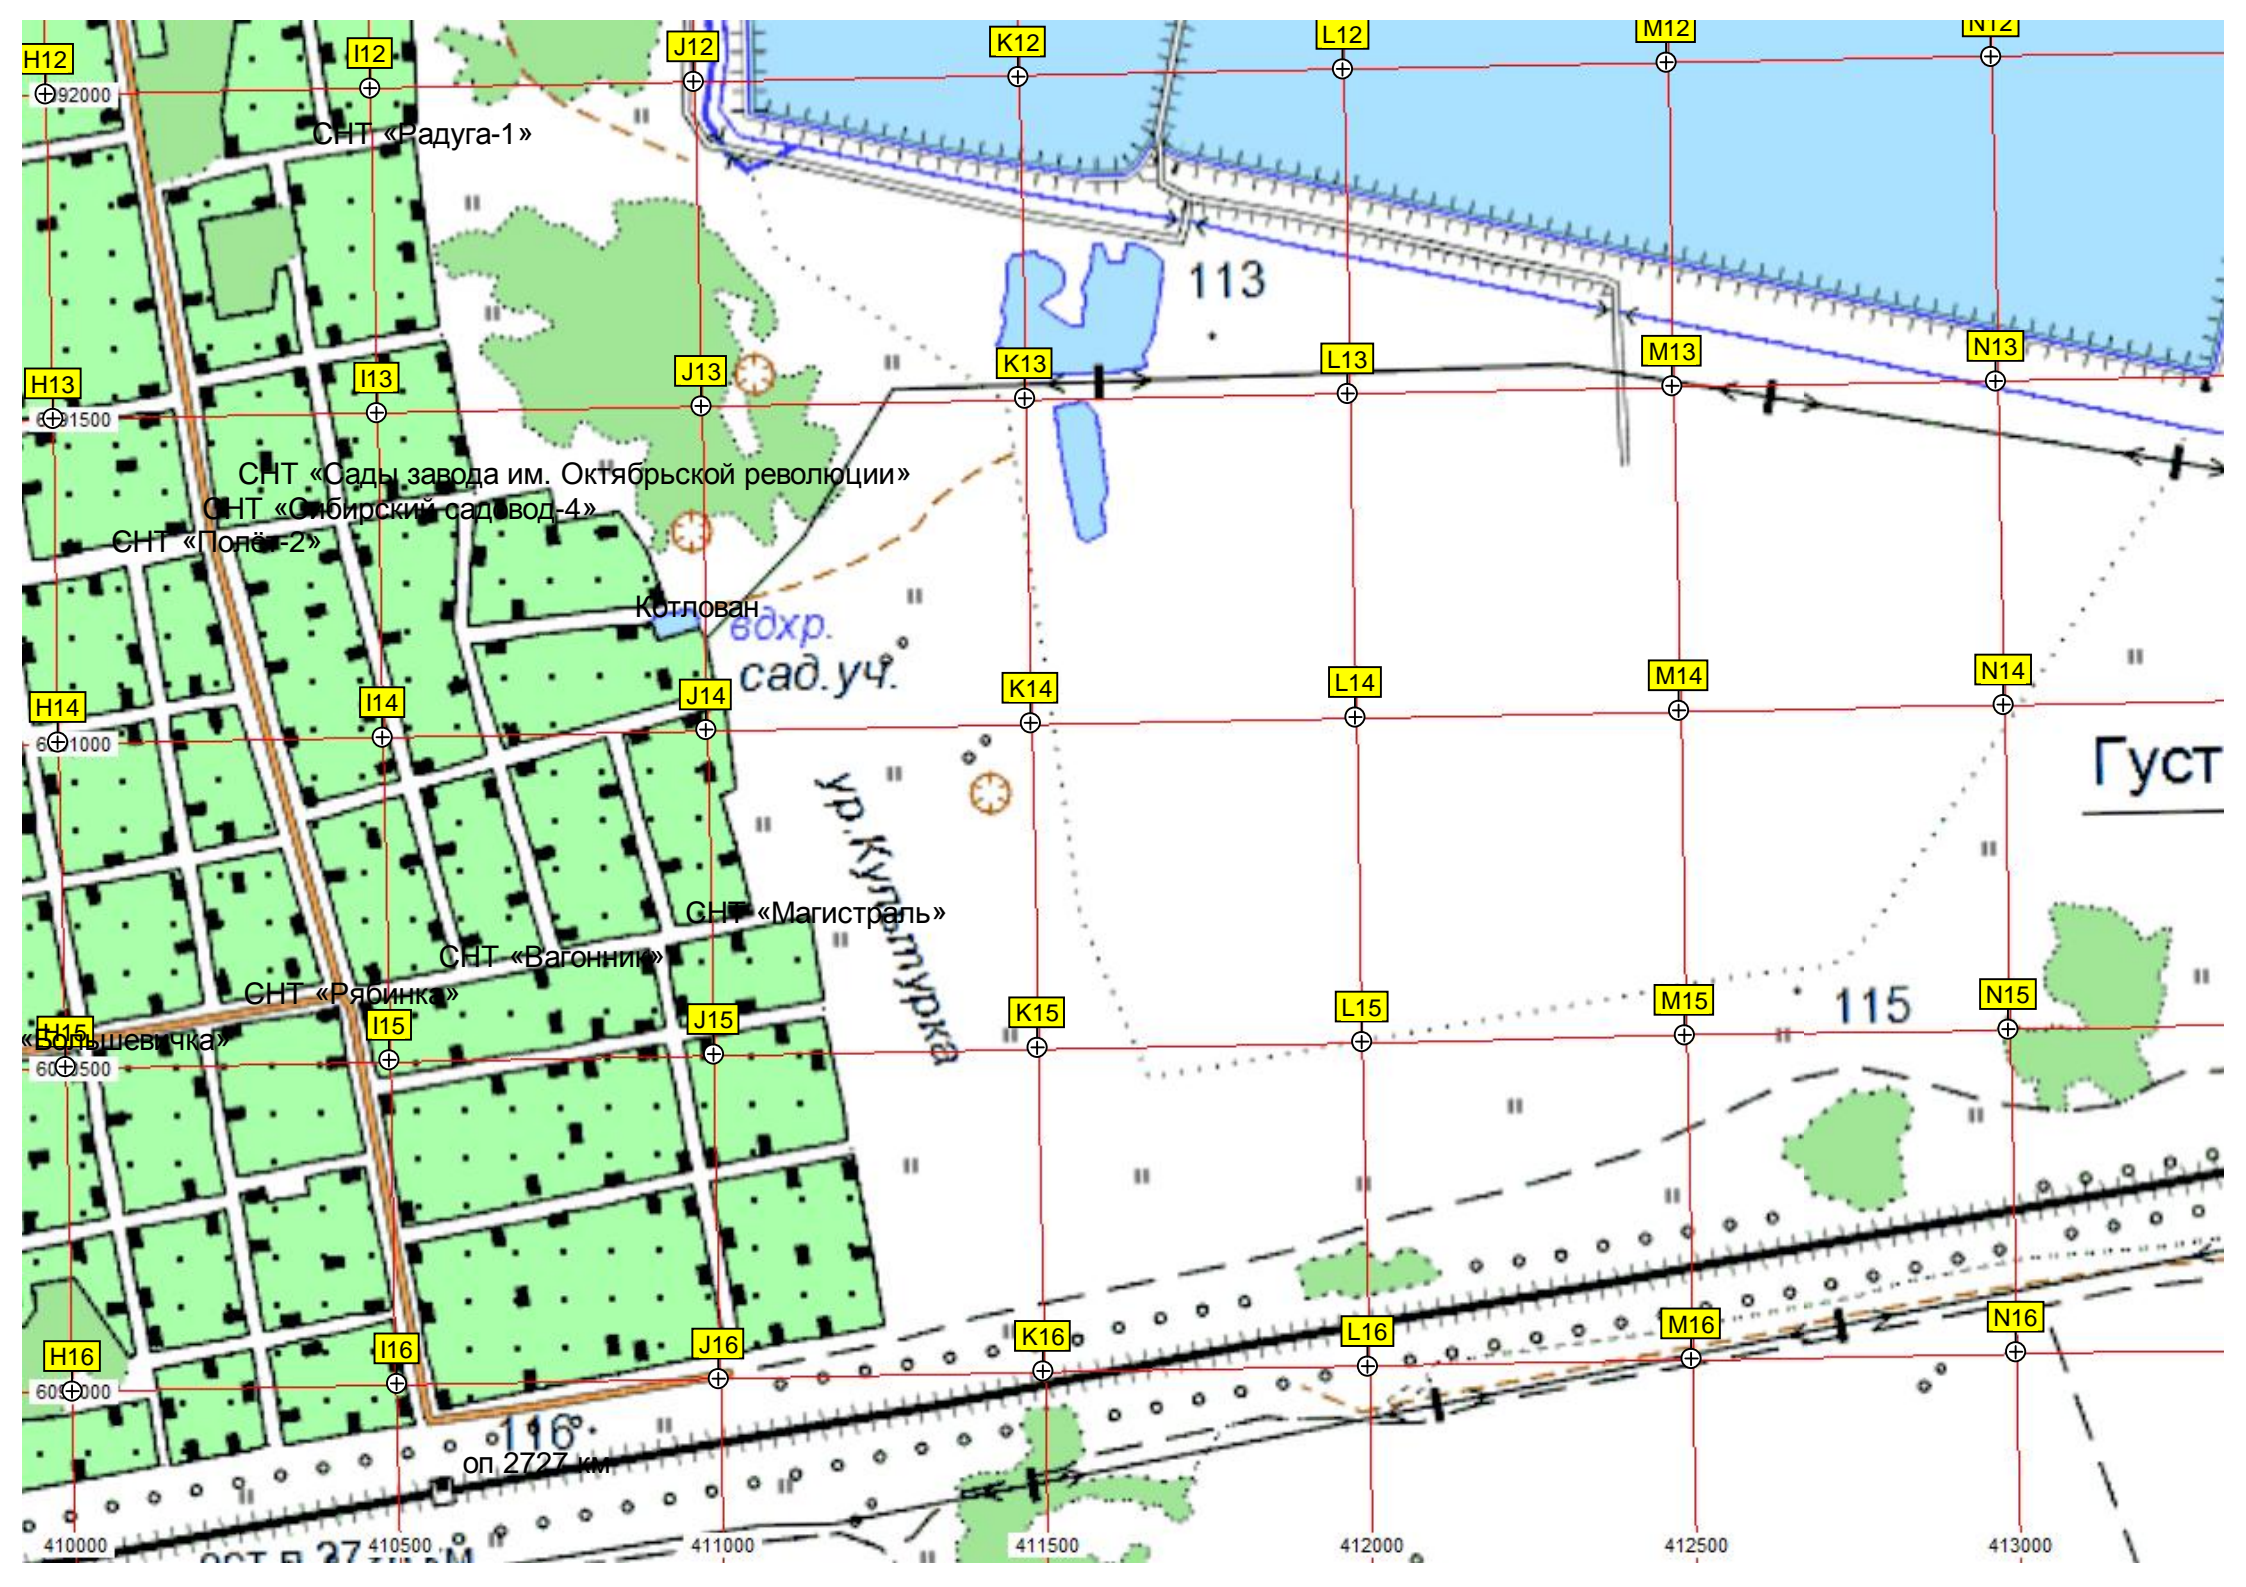 H12
I12
J12
K12
L12
M12
N12
СНТ «Радуга-1»
113
H13
I13
J13
K13
L13
M13
N13
СНТ «Сады завода им. Октябрьской революции»
СНТ «Сибирский садовод-4»
СНТ «Полёт-2»
Котлован
вдхр.
сад.уч.
H14
I14
J14
K14
L14
M14
N14
Густ
ур.Культурка
СНТ «Магистраль»
СНТ «Вагонник»
СНТ «Рябинка»
«Большевичка»
H15
I15
J15
K15
L15
M15
N15
115
H16
I16
J16
K16
L16
M16
N16
116
оп 2727 км
410000
410500
411000
411500
412000
412500
413000